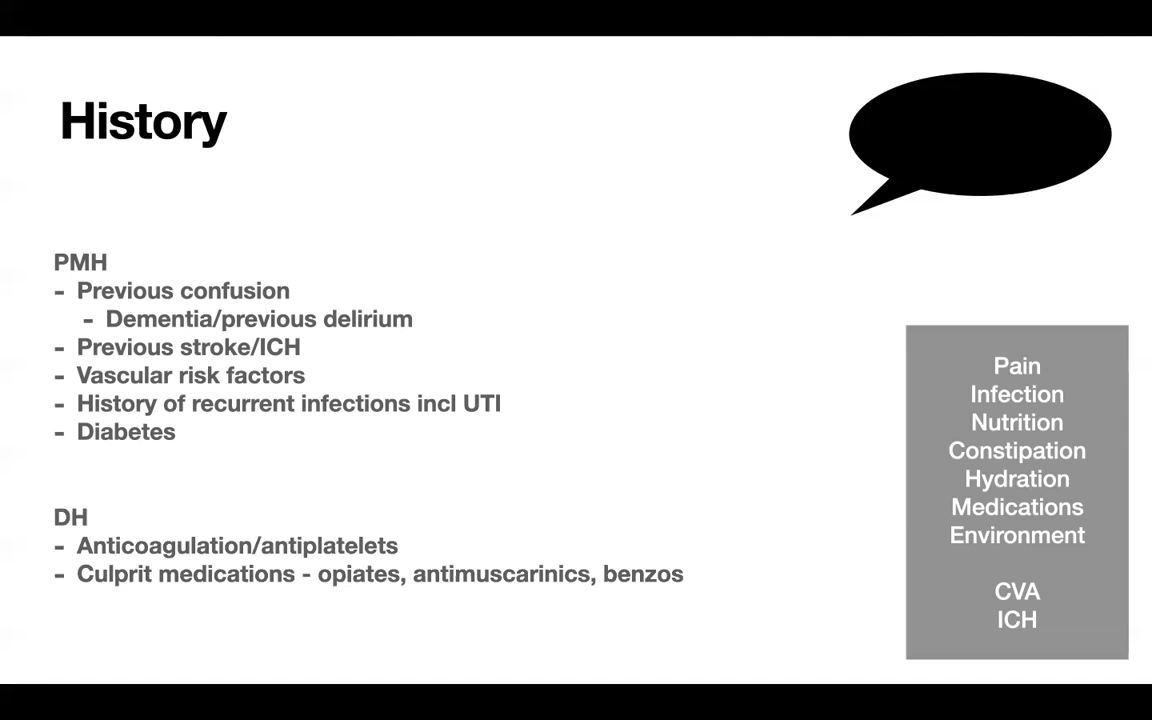 History
PMH
- Previous confusion
- Dementia/previous delirium
- Previous stroke/ICH
- Vascular risk factors
- History of recurrent infections incl UTI
- Diabetes
DH
- Anticoagulation/antiplatelets
- Culprit medications - opiates, antimuscarinics, benzos
Pain
Infection
Nutrition
Constipation
Hydration
Medications
Environment
CVA
ICH